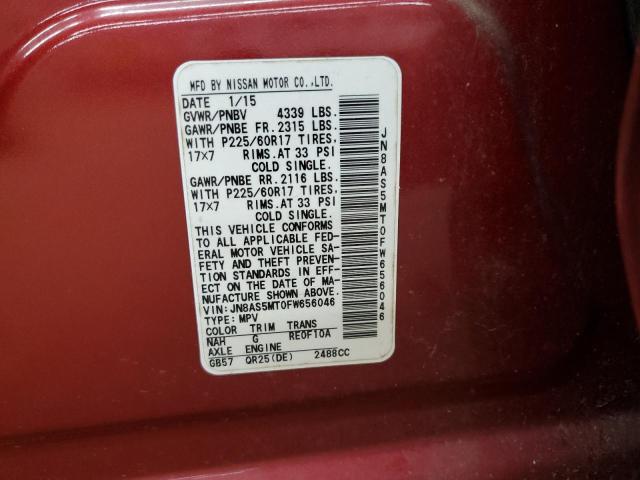 MFD BY NISSAN MOTOR CO.,LTD.
DATE 1/15
GVWR/PNBV 4339 LBS.
GAWR/PNBE FR. 2315 LBS.
WITH P225/60R17 TIRES,
17X7 RIMS.AT 33 PSI
COLD SINGLE.
GAWR/PNBE RR. 2116 LBS.
WITH P225/60R17 TIRES,
17X7 RIMS.AT 33 PSI
COLD SINGLE.
THIS VEHICLE CONFORMS
TO ALL APPLICABLE FED-
ERAL MOTOR VEHICLE SA-
FETY AND THEFT PREVEN-
TION STANDARDS IN EFF-
ECT ON THE DATE OF MA-
NUFACTURE SHOWN ABOVE.
VIN: JN8AS5MT0FW656046
TYPE: MPV
COLOR TRIM TRANS
NAH G RE0F10A
AXLE ENGINE
GB57 QR25(DE) 2488CC
JN8AS5MT0FW656046